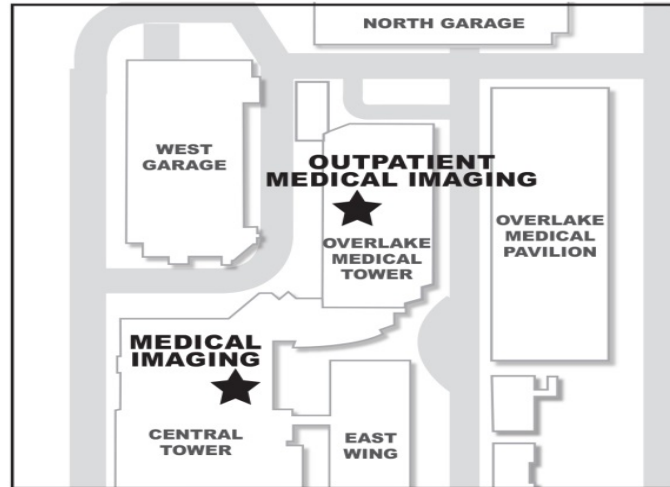 NORTH GARAGE
WEST
GARAGE
OUTPATIENT
MEDICAL IMAGING
OVERLAKE
MEDICAL
TOWER
OVERLAKE
MEDICAL
PAVILION
MEDICAL
IMAGING
CENTRAL
TOWER
EAST
WING